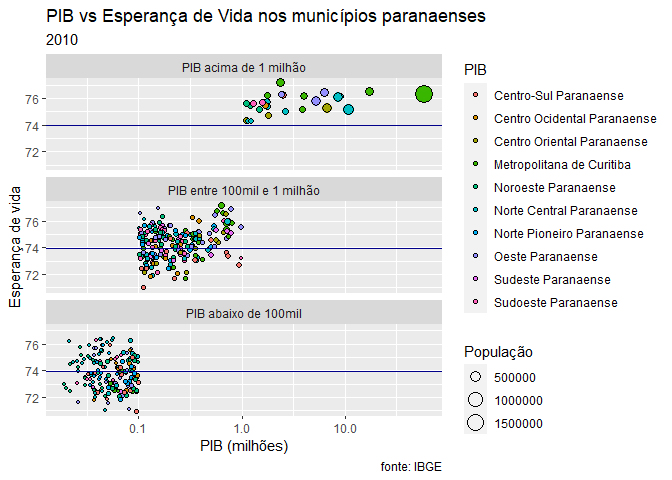 PIB vs Esperança de Vida nos municípios paranaenses
2010
PIB acima de 1 milhão
76
74
72
PIB entre 100mil e 1 milhão
76
74
72
PIB abaixo de 100mil
76
74
72
0.1
1.0
10.0
Esperança de vida
PIB (milhões)
fonte: IBGE
PIB
Centro-Sul Paranaense
Centro Ocidental Paranaense
Centro Oriental Paranaense
Metropolitana de Curitiba
Noroeste Paranaense
Norte Central Paranaense
Norte Pioneiro Paranaense
Oeste Paranaense
Sudeste Paranaense
Sudoeste Paranaense
População
500000
1000000
1500000